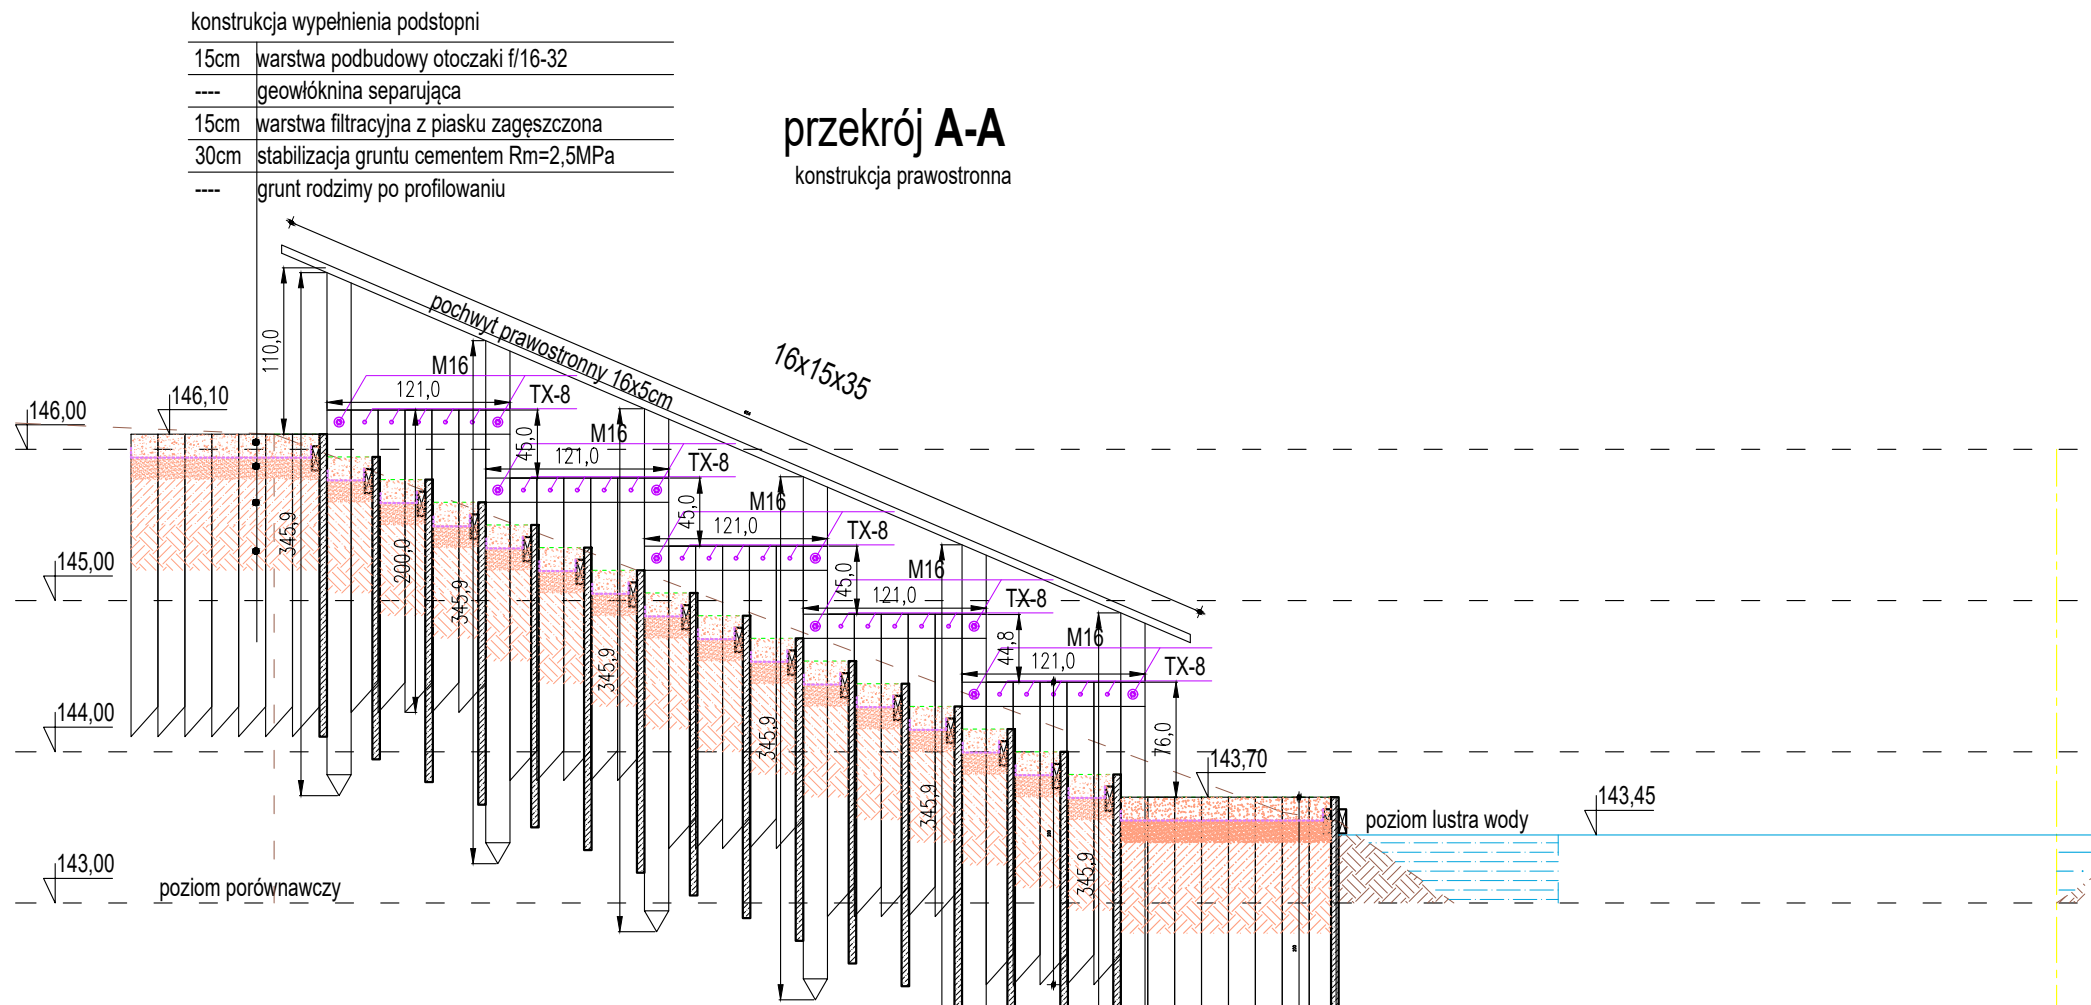 konstrukcja wypełnienia podstopni
15cm warstwa podbudowy otoczaki f/16-32
---- geowłóknina separująca
15cm warstwa filtracyjna z piasku zagęszczona
30cm stabilizacja gruntu cementem Rm=2,5MPa
---- grunt rodzimy po profilowaniu
przekrój A-A
konstrukcja prawostronna
pochwyt prawostronny 16x5cm
16x15x35
110,0
146,00
146,10
M16
121,0
TX-8
45,0
M16
121,0
TX-8
45,0
M16
121,0
TX-8
45,0
M16
121,0
TX-8
44,8
M16
121,0
TX-8
76,0
345,9
200,0
345,9
345,9
345,9
345,9
345,9
145,00
144,00
143,00
143,70
143,45
poziom lustra wody
poziom porównawczy